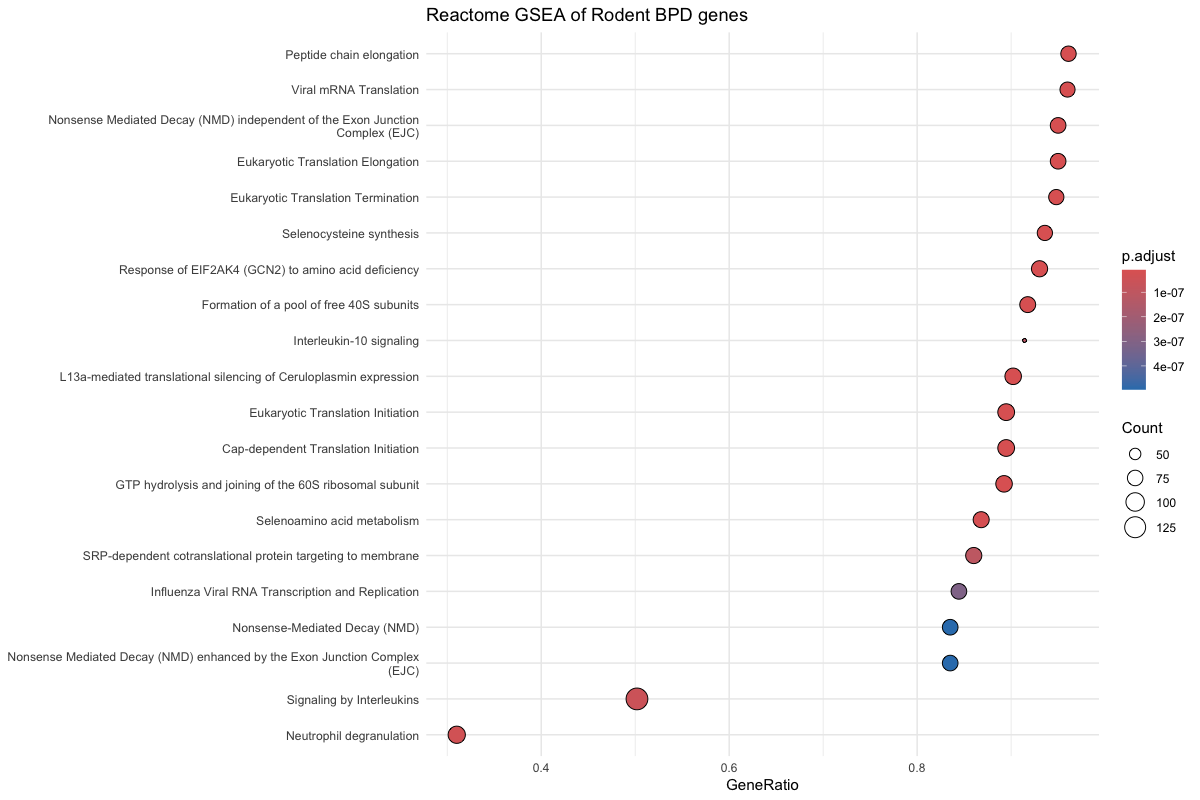 Reactome GSEA of Rodent BPD genes
Peptide chain elongation
Viral mRNA Translation
Nonsense Mediated Decay (NMD) independent of the Exon Junction
Complex (EJC)
Eukaryotic Translation Elongation
Eukaryotic Translation Termination
Selenocysteine synthesis
Response of EIF2AK4 (GCN2) to amino acid deficiency
Formation of a pool of free 40S subunits
Interleukin-10 signaling
L13a-mediated translational silencing of Ceruloplasmin expression
Eukaryotic Translation Initiation
Cap-dependent Translation Initiation
GTP hydrolysis and joining of the 60S ribosomal subunit
Selenoamino acid metabolism
SRP-dependent cotranslational protein targeting to membrane
Influenza Viral RNA Transcription and Replication
Nonsense-Mediated Decay (NMD)
Nonsense Mediated Decay (NMD) enhanced by the Exon Junction Complex
(EJC)
Signaling by Interleukins
Neutrophil degranulation
0.4 0.6 0.8
GeneRatio
p.adjust
1e-07
2e-07
3e-07
4e-07
Count
50
75
100
125